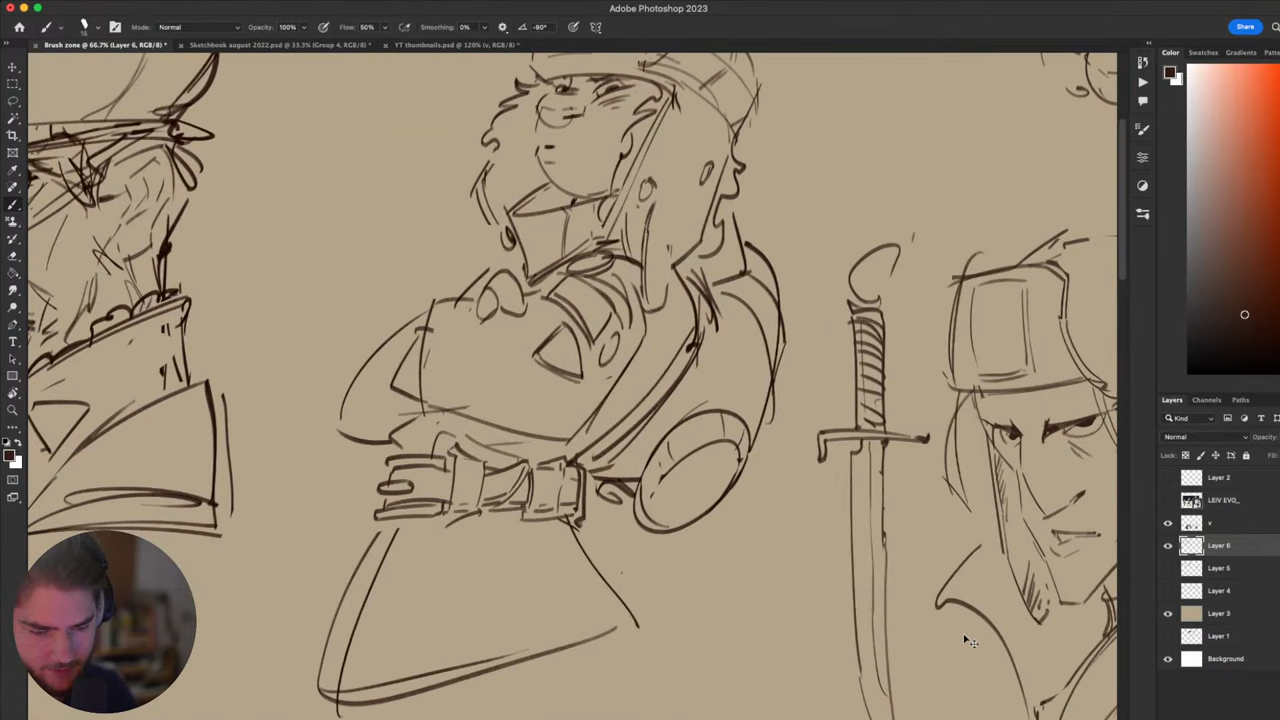 Adobe Photoshop 2023
Mode: Normal Opacity: 100% Flow: 50% Smoothing: 0% -90° Share
Brush zone @ 66.7% (Layer 6, RGB/8) * Sketchbook august 2022.psd @ 33.3% (Group 4, RGB/8) * YT thumbnails.psd @ 120% (v, RGB/8) *
15
Color Swatches Gradients
Layers Channels Paths
Kind
Normal Opacity:
Lock: Fill:
Layer 2
LEIV EVO_
v
Layer 6
Layer 5
Layer 4
Layer 3
Layer 1
Background